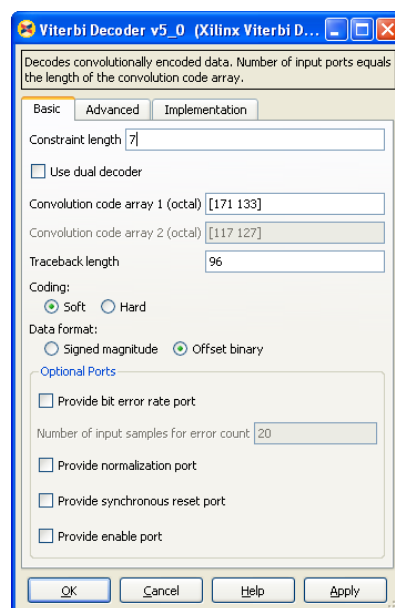 Viterbi Decoder v5_0 (Xilinx Viterbi D...
Decodes convolutionally encoded data. Number of input ports equals
the length of the convolution code array.
Basic Advanced Implementation
Constraint length 7
Use dual decoder
Convolution code array 1 (octal) [171 133]
Convolution code array 2 (octal) [117 127]
Traceback length 96
Coding:
Soft Hard
Data format:
Signed magnitude Offset binary
Optional Ports
Provide bit error rate port
Number of input samples for error count 20
Provide normalization port
Provide synchronous reset port
Provide enable port
OK Cancel Help Apply